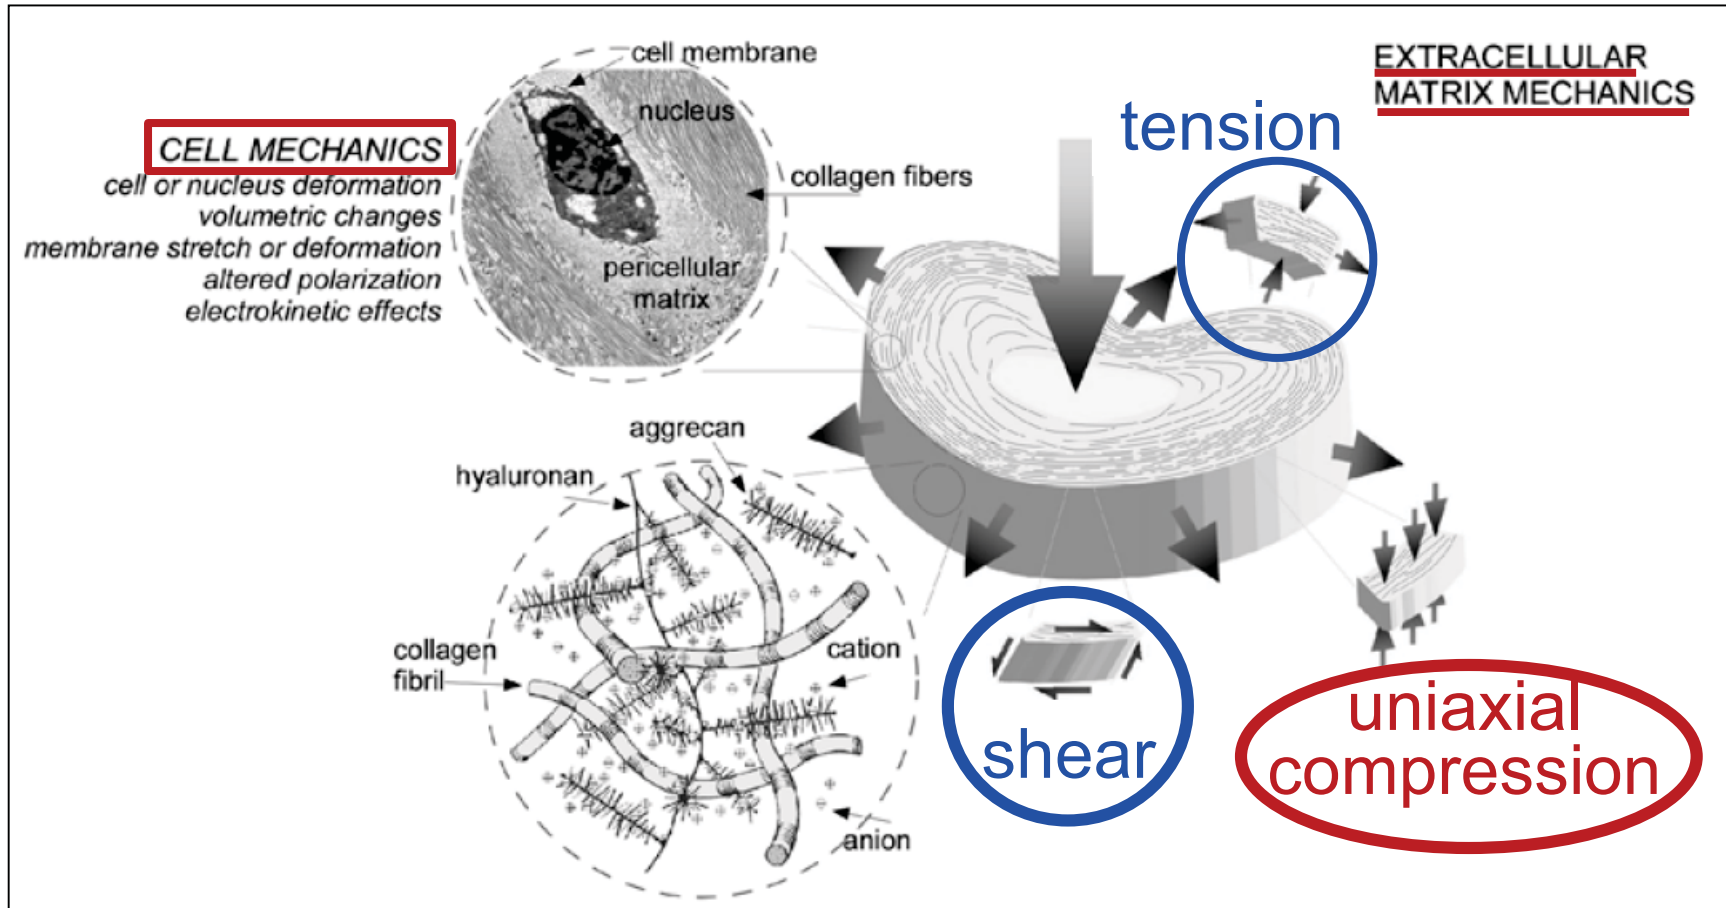 EXTRACELLULAR
MATRIX MECHANICS
cell membrane
nucleus
tension
CELL MECHANICS
cell or nucleus deformation
volumetric changes
membrane stretch or deformation
altered polarization
electrokinetic effects
collagen fibers
pericellular
matrix
aggrecan
hyaluronan
collagen
fibril
cation
anion
shear
uniaxial
compression